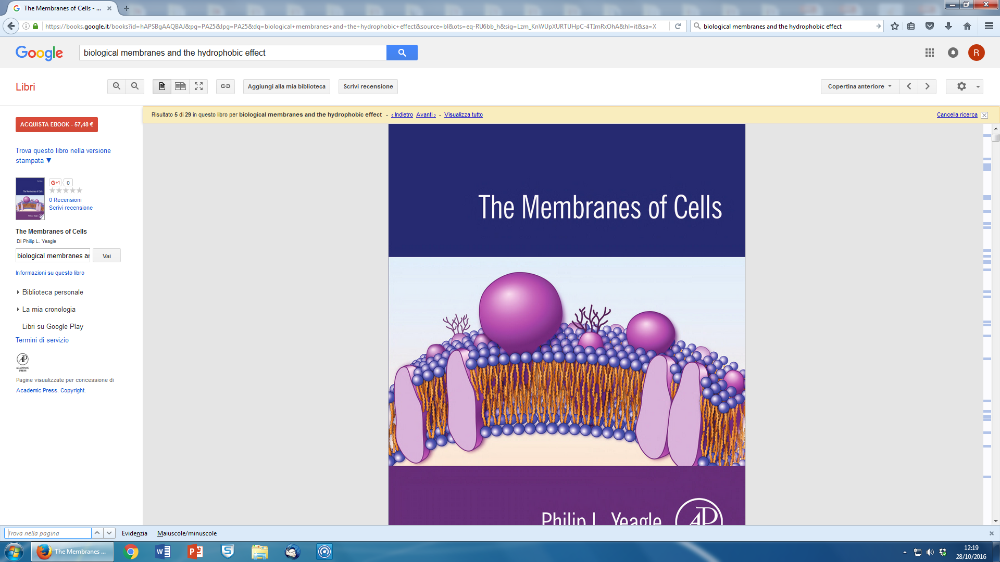 The Membranes of Cells - ...
https://books.google.it/books?id=hAPSBgAAQBAJ&pg=PA25&lpg=PA25&dq=biological+membranes+and+the+hydrophobic+effect&source=bl&ots=eq-RU6bb_h&sig=Lzm_KnWUpXURTUHpC-4TImRxOhA&hl=it&sa=X
biological membranes and the hydrophobic effect
Google
biological membranes and the hydrophobic effect
R
Libri
Aggiungi alla mia biblioteca
Scrivi recensione
Copertina anteriore
Risultato 5 di 29 in questo libro per biological membranes and the hydrophobic effect - ‹ Indietro Avanti › - Visualizza tutto
Cancella ricerca
ACQUISTA EBOOK - 57,48 €
Trova questo libro nella versione
stampata ▼
G+1 0
0 Recensioni
Scrivi recensione
The Membranes of Cells
Di Philip L. Yeagle
biological membranes ar
Vai
Informazioni su questo libro
Biblioteca personale
La mia cronologia
Libri su Google Play
Termini di servizio
AP
ACADEMIC
PRESS
Pagine visualizzate per concessione di
Academic Press. Copyright.
The Membranes of Cells
Philip L. Yeagle
AP
Trova nella pagina
Evidenzia
Maiuscole/minuscole
The Membranes ...
12:19
28/10/2016